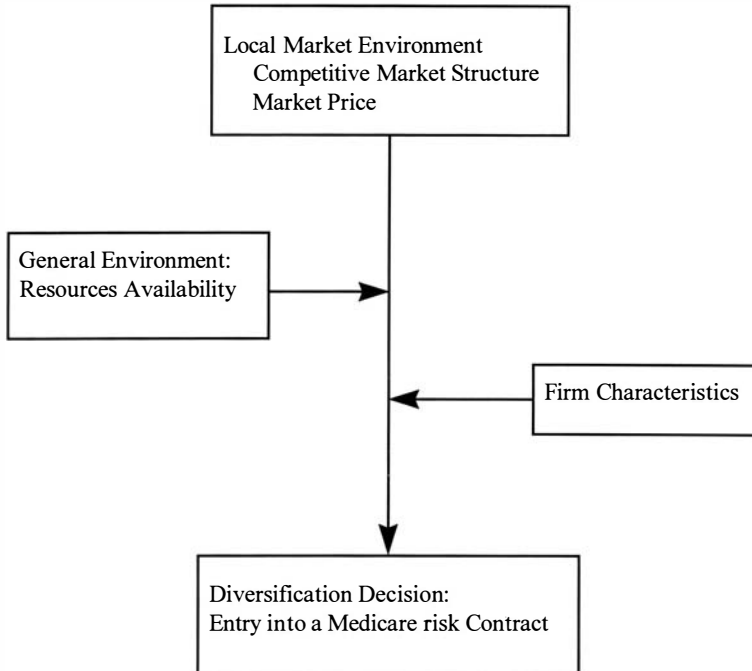 Local Market Environment
Competitive Market Structure
Market Price
General Environment:
Resources Availability
Firm Characteristics
Diversification Decision:
Entry into a Medicare risk Contract